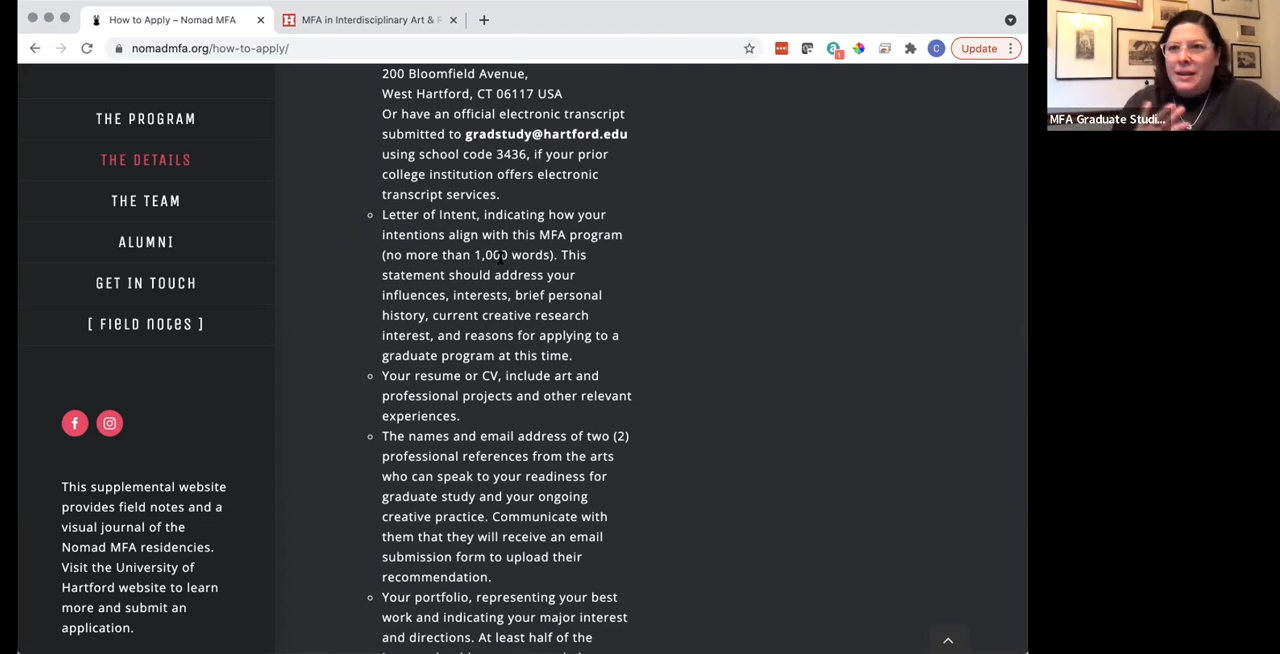 How to Apply – Nomad MFA
MFA in Interdisciplinary Art & F
nomadmfa.org/how-to-apply/
1
C
Update
THE PROGRAM
THE DETAILS
THE TEAM
ALUMNI
GET IN TOUCH
[ FIELD NOTES ]
This supplemental website
provides field notes and a
visual journal of the
Nomad MFA residencies.
Visit the University of
Hartford website to learn
more and submit an
application.
200 Bloomfield Avenue,
West Hartford, CT 06117 USA
Or have an official electronic transcript
submitted to gradstudy@hartford.edu
using school code 3436, if your prior
college institution offers electronic
transcript services.
Letter of Intent, indicating how your
intentions align with this MFA program
(no more than 1,000 words). This
statement should address your
influences, interests, brief personal
history, current creative research
interest, and reasons for applying to a
graduate program at this time.
Your resume or CV, include art and
professional projects and other relevant
experiences.
The names and email address of two (2)
professional references from the arts
who can speak to your readiness for
graduate study and your ongoing
creative practice. Communicate with
them that they will receive an email
submission form to upload their
recommendation.
Your portfolio, representing your best
work and indicating your major interest
and directions. At least half of the
MFA Graduate Studi...